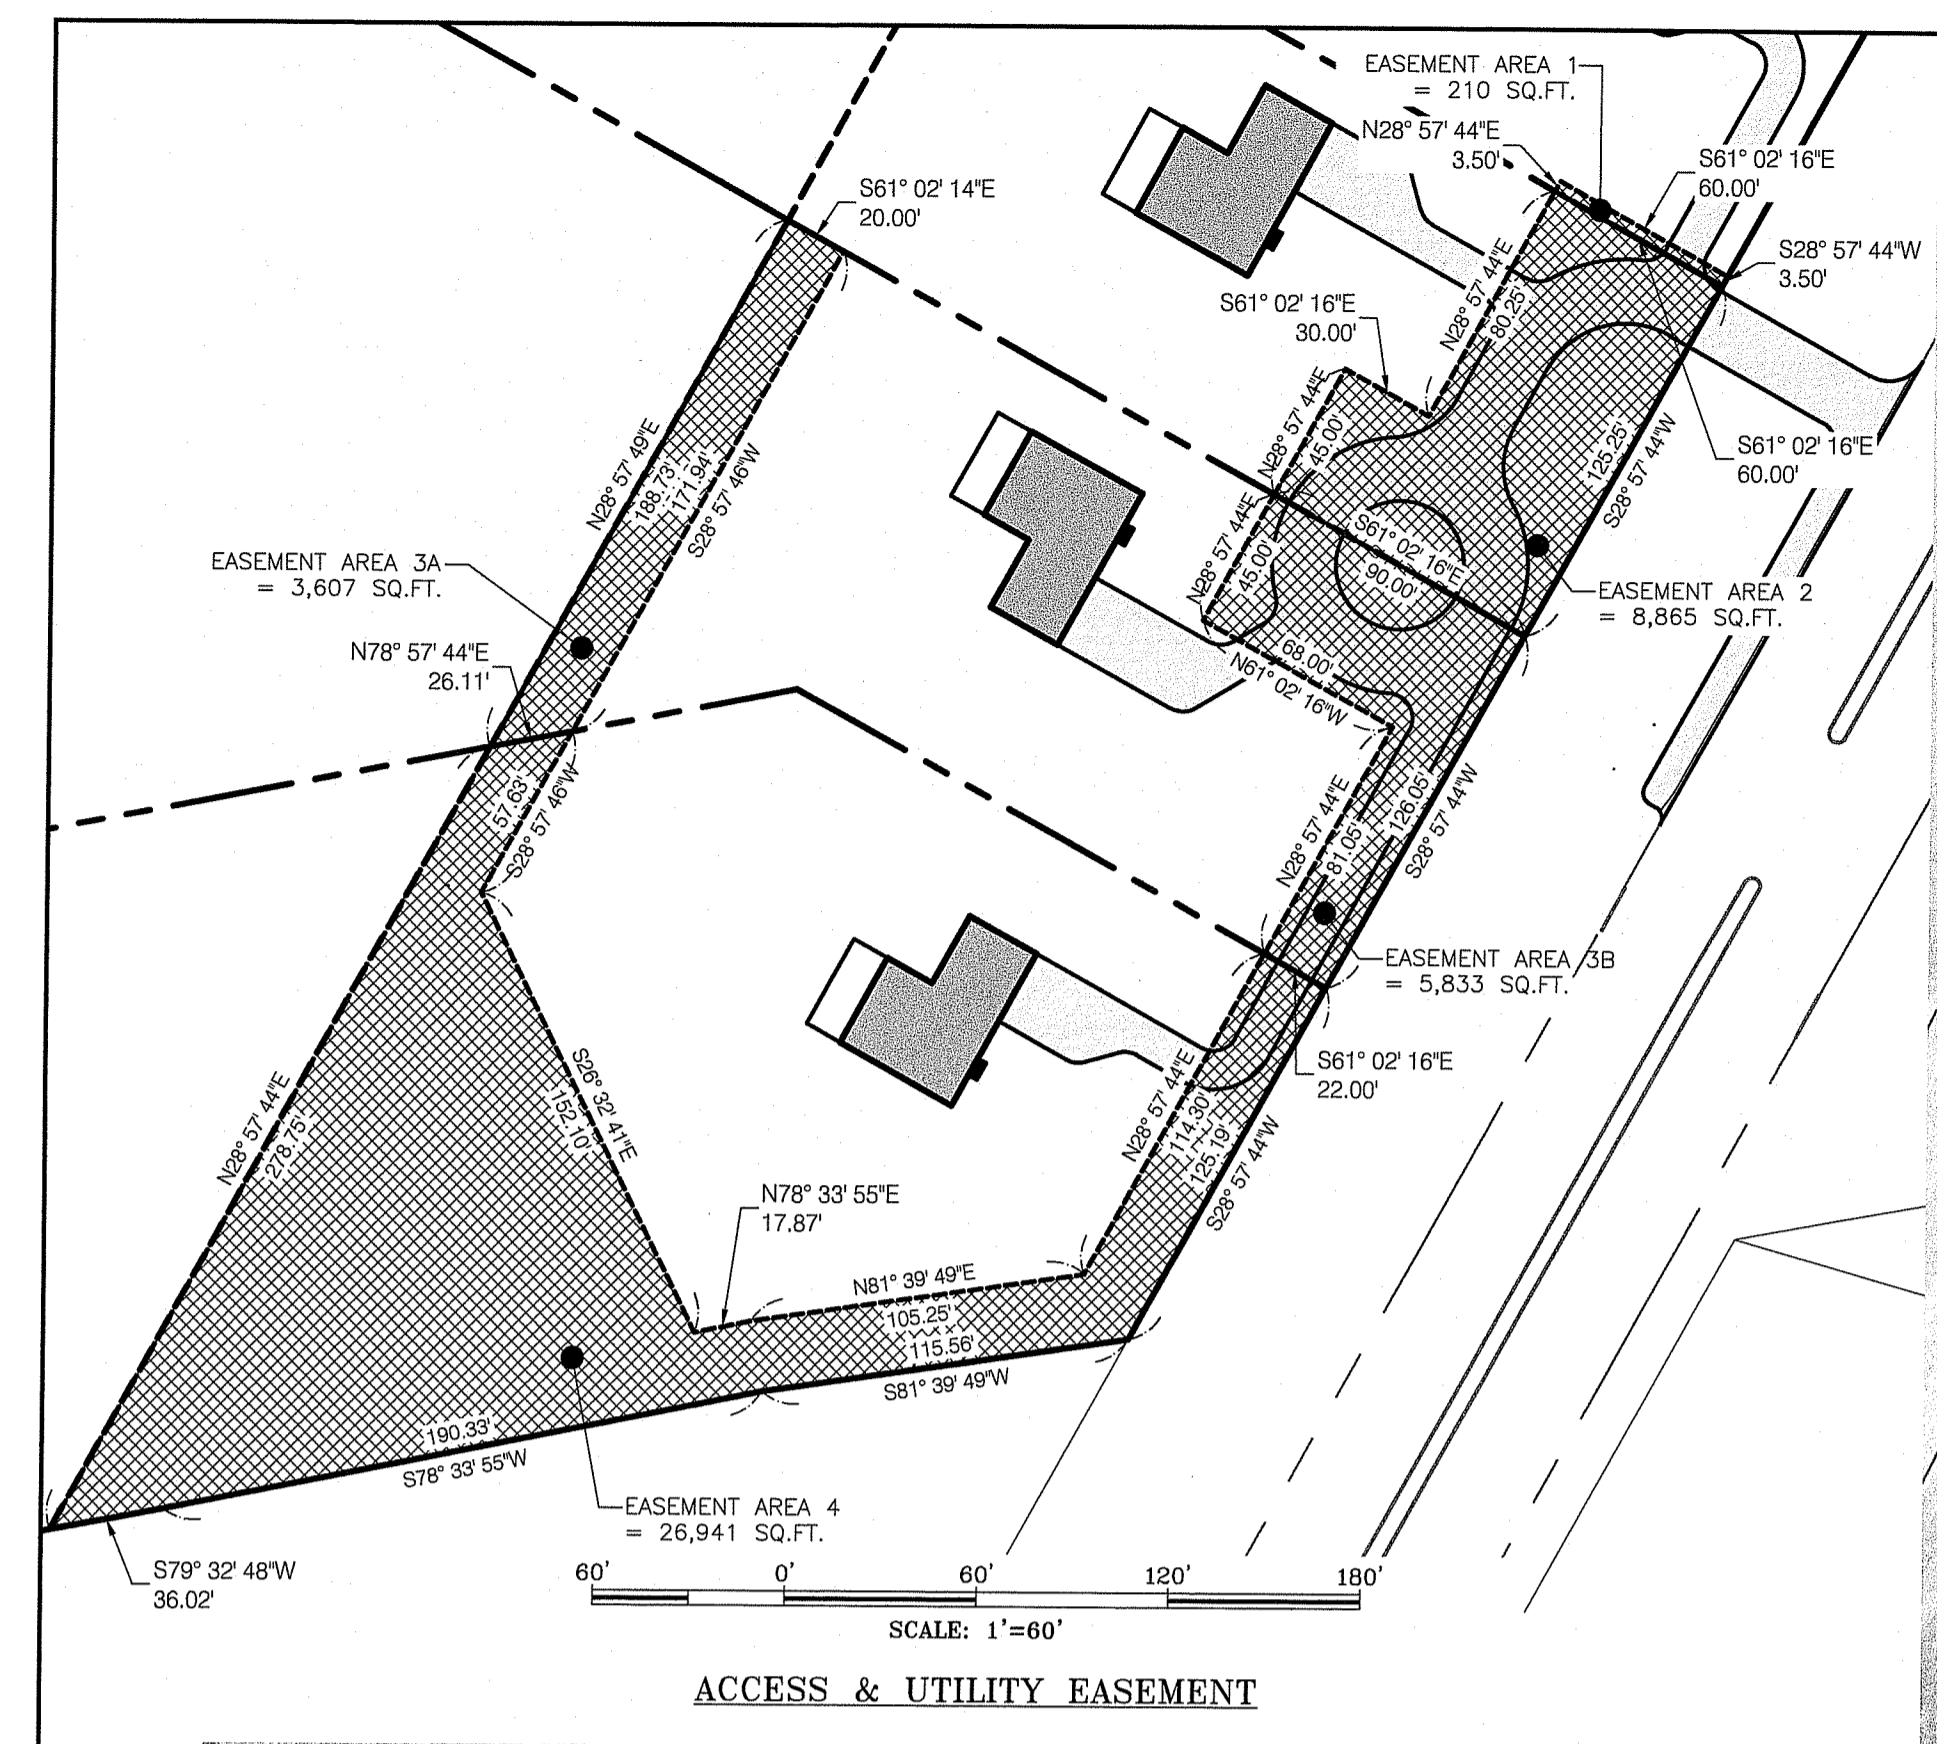 EASEMENT AREA 1
= 210 SQ.FT.
N28° 57' 44"E
3.50'
S61° 02' 16"E
60.00'
S61° 02' 14"E
20.00'
S28° 57' 44"W
3.50'
N28° 57' 44"E
80.25'
S61° 02' 16"E
30.00'
N28° 57' 44"E
45.00'
S61° 02' 16"E
60.00'
125.25'
S28° 57' 44"W
N28° 57' 49"E
188.73'
171.94'
S28° 57' 46"W
S61° 02' 16"E
90.00'
N28° 57' 44"E
45.00'
EASEMENT AREA 3A
= 3,607 SQ.FT.
EASEMENT AREA 2
= 8,865 SQ.FT.
N78° 57' 44"E
26.11'
68.00'
N61° 02' 16"W
57.63'
S28° 57' 46"W
N28° 57' 44"E
81.05'
126.05'
S28° 57' 44"W
EASEMENT AREA 3B
= 5,833 SQ.FT.
S61° 02' 16"E
22.00'
N28° 57' 44"E
278.75'
S26° 32' 41"E
152.10'
N28° 57' 44"E
114.30'
125.19'
S28° 57' 44"W
N78° 33' 55"E
17.87'
N81° 39' 49"E
105.25'
115.56'
S81° 39' 49"W
190.33'
S78° 33' 55"W
EASEMENT AREA 4
= 26,941 SQ.FT.
S79° 32' 48"W
36.02'
60' 0' 60' 120' 180'
SCALE: 1'=60'
ACCESS & UTILITY EASEMENT